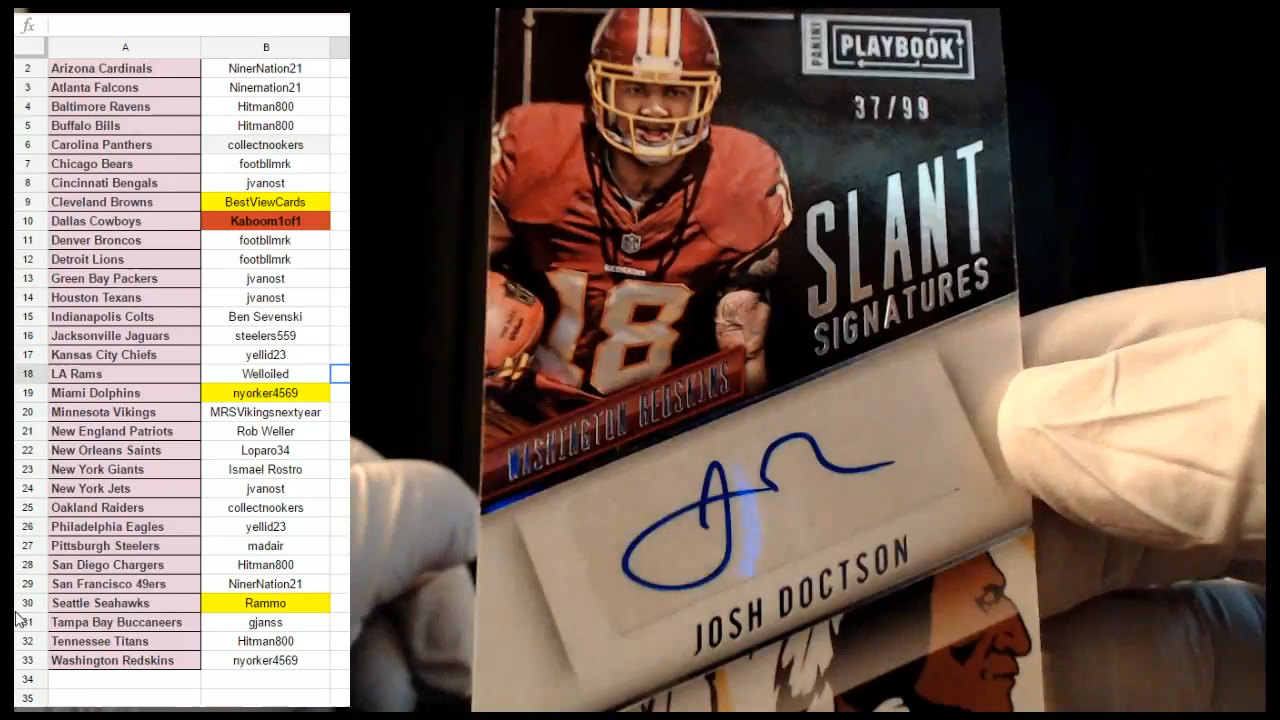 fx
A B
2 Arizona Cardinals NinerNation21
3 Atlanta Falcons Ninernation21
4 Baltimore Ravens Hitman800
5 Buffalo Bills Hitman800
6 Carolina Panthers collectnookers
7 Chicago Bears footbllmrk
8 Cincinnati Bengals jvanost
9 Cleveland Browns BestViewCards
10 Dallas Cowboys Kaboom1of1
11 Denver Broncos footbllmrk
12 Detroit Lions footbllmrk
13 Green Bay Packers jvanost
14 Houston Texans jvanost
15 Indianapolis Colts Ben Sevenski
16 Jacksonville Jaguars steelers559
17 Kansas City Chiefs yellid23
18 LA Rams Welloiled
19 Miami Dolphins nyorker4569
20 Minnesota Vikings MRSVikingsnextyear
21 New England Patriots Rob Weller
22 New Orleans Saints Loparo34
23 New York Giants Ismael Rostro
24 New York Jets jvanost
25 Oakland Raiders collectnookers
26 Philadelphia Eagles yellid23
27 Pittsburgh Steelers madair
28 San Diego Chargers Hitman800
29 San Francisco 49ers NinerNation21
30 Seattle Seahawks Rammo
31 Tampa Bay Buccaneers gjanss
32 Tennessee Titans Hitman800
33 Washington Redskins nyorker4569
34
35
PANINI PLAYBOOK
37/99
SLANT
SIGNATURES
18
WASHINGTON REDSKINS
JOSH DOCTSON